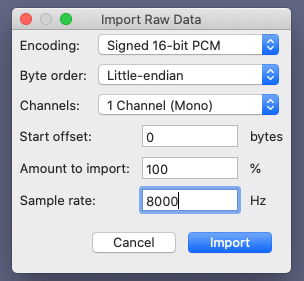 Import Raw Data
Encoding: Signed 16-bit PCM
Byte order: Little-endian
Channels: 1 Channel (Mono)
Start offset: 0 bytes
Amount to import: 100 %
Sample rate: 8000 Hz
Cancel Import